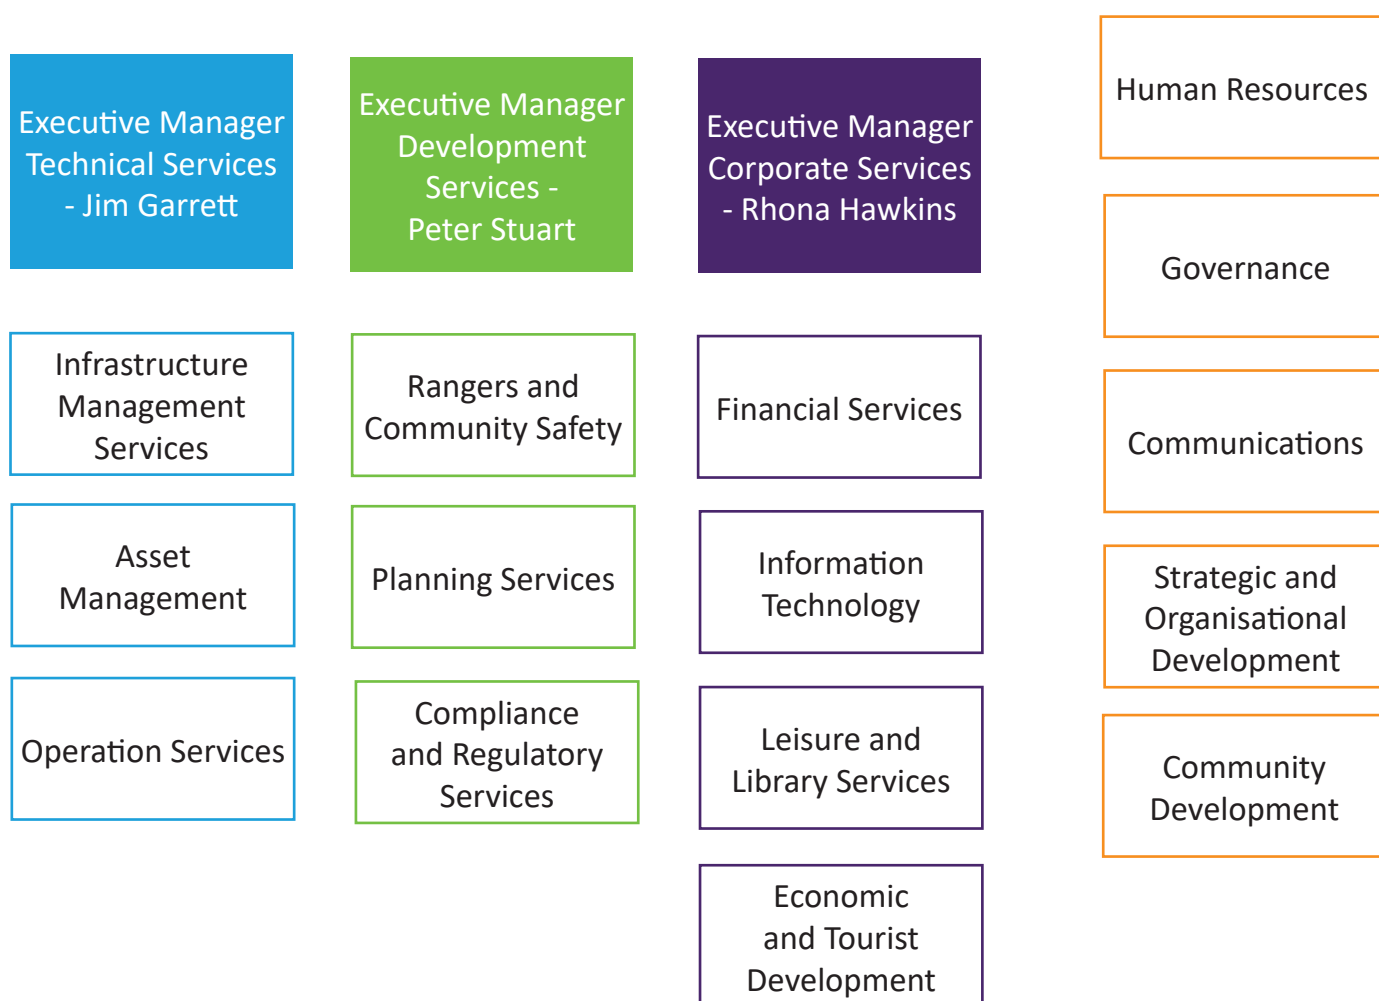 Executive Manager
Technical Services
- Jim Garrett
Infrastructure
Management
Services
Asset
Management
Operation Services
Executive Manager
Development
Services -
Peter Stuart
Rangers and
Community Safety
Planning Services
Compliance
and Regulatory
Services
Executive Manager
Corporate Services
- Rhona Hawkins
Financial Services
Information
Technology
Leisure and
Library Services
Economic
and Tourist
Development
Human Resources
Governance
Communications
Strategic and
Organisational
Development
Community
Development